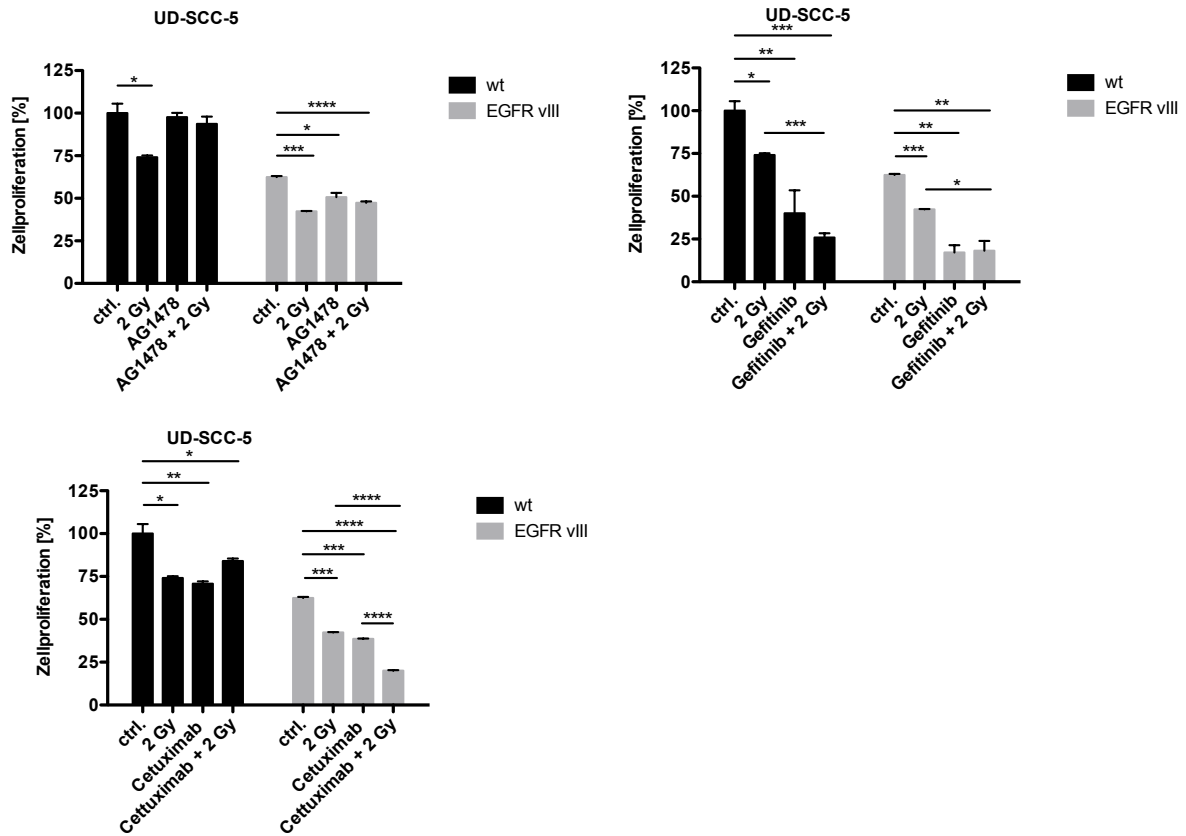 UD-SCC-5
*
****
*
***
125
100
75
50
25
0
Zellproliferation [%]
wt
EGFR vIII
ctrl.
2 Gy
AG1478
AG1478 + 2 Gy
ctrl.
2 Gy
AG1478
AG1478 + 2 Gy
UD-SCC-5
***
**
*
***
**
**
***
*
125
100
75
50
25
0
Zellproliferation [%]
wt
EGFR vIII
ctrl.
2 Gy
Gefitinib
Gefitinib + 2 Gy
ctrl.
2 Gy
Gefitinib
Gefitinib + 2 Gy
UD-SCC-5
*
**
*
****
****
***
***
****
125
100
75
50
25
0
Zellproliferation [%]
wt
EGFR vIII
ctrl.
2 Gy
Cetuximab
Cettuximab + 2 Gy
ctrl.
2 Gy
Cetuximab
Cettuximab + 2 Gy